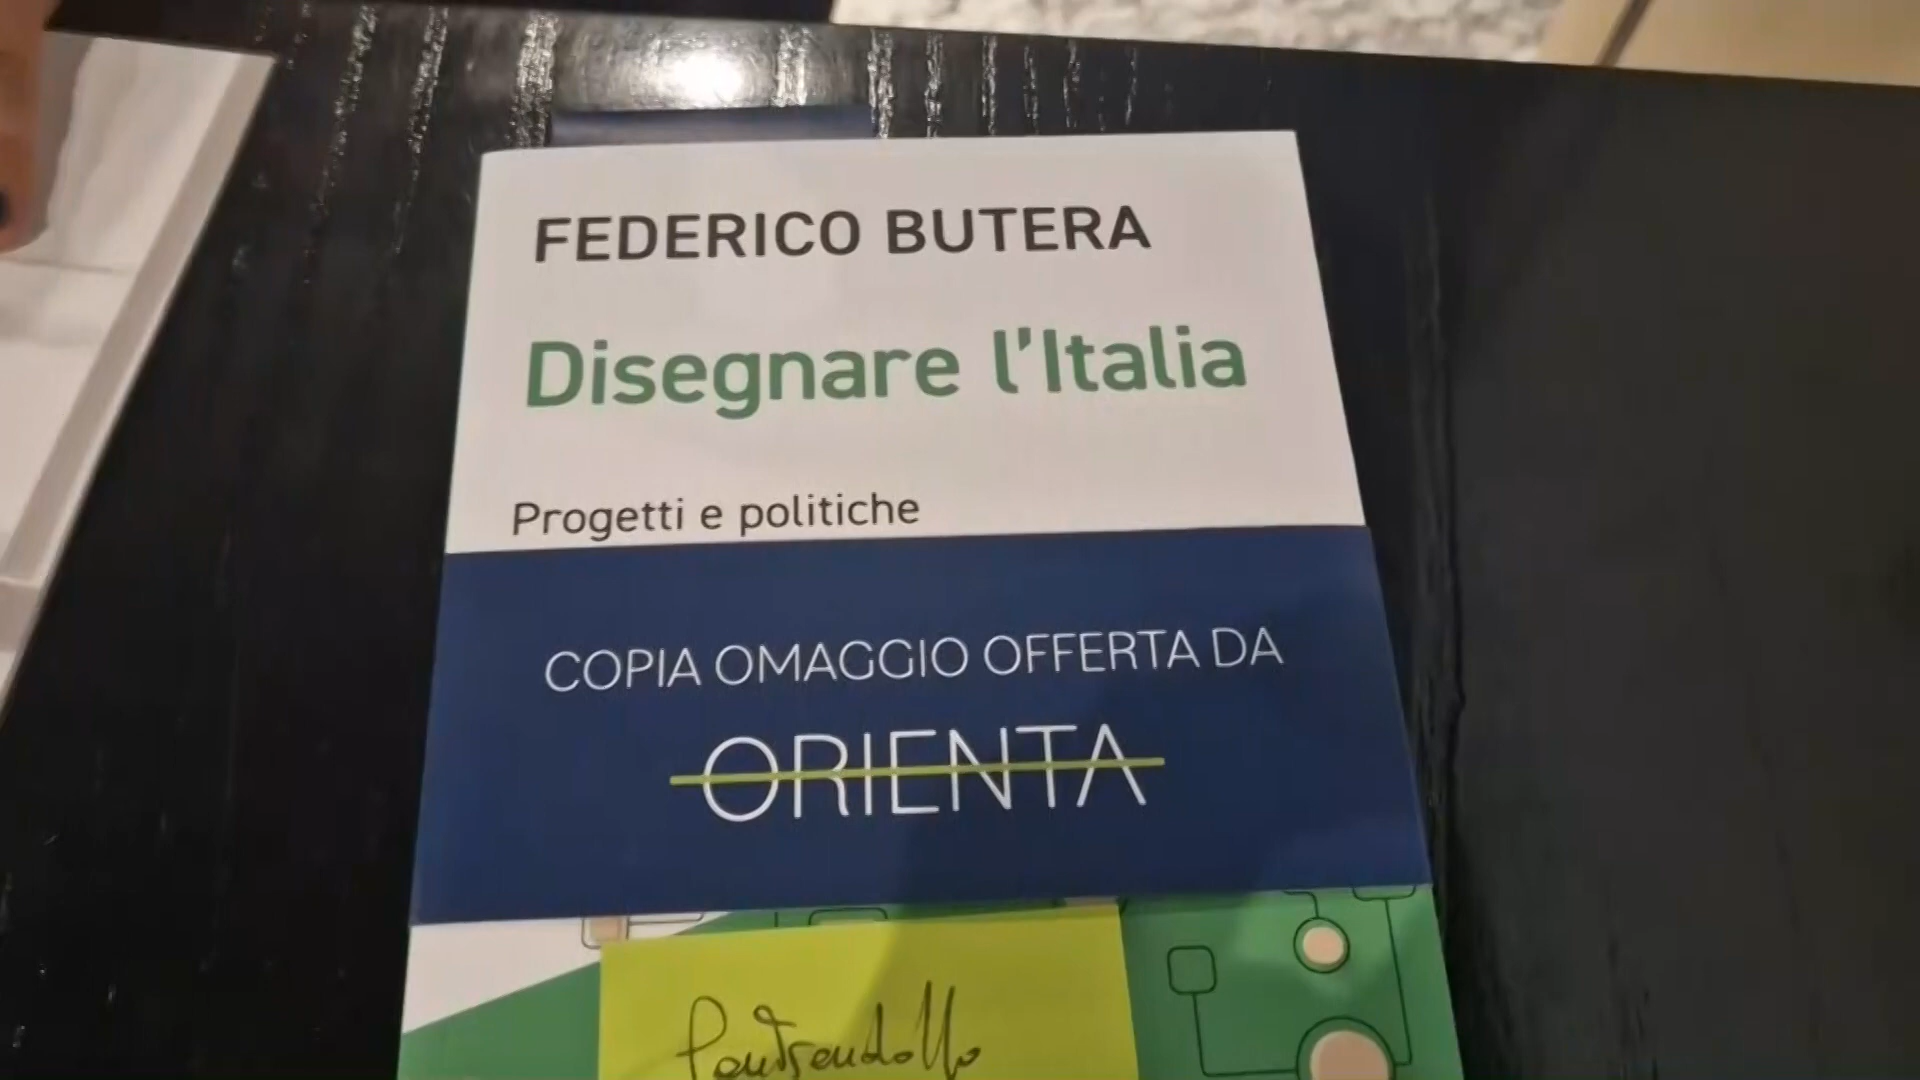 FEDERICO BUTERA
Disegnare l'Italia
Progetti e politiche
COPIA OMAGGIO OFFERTA DA
ORIENTA